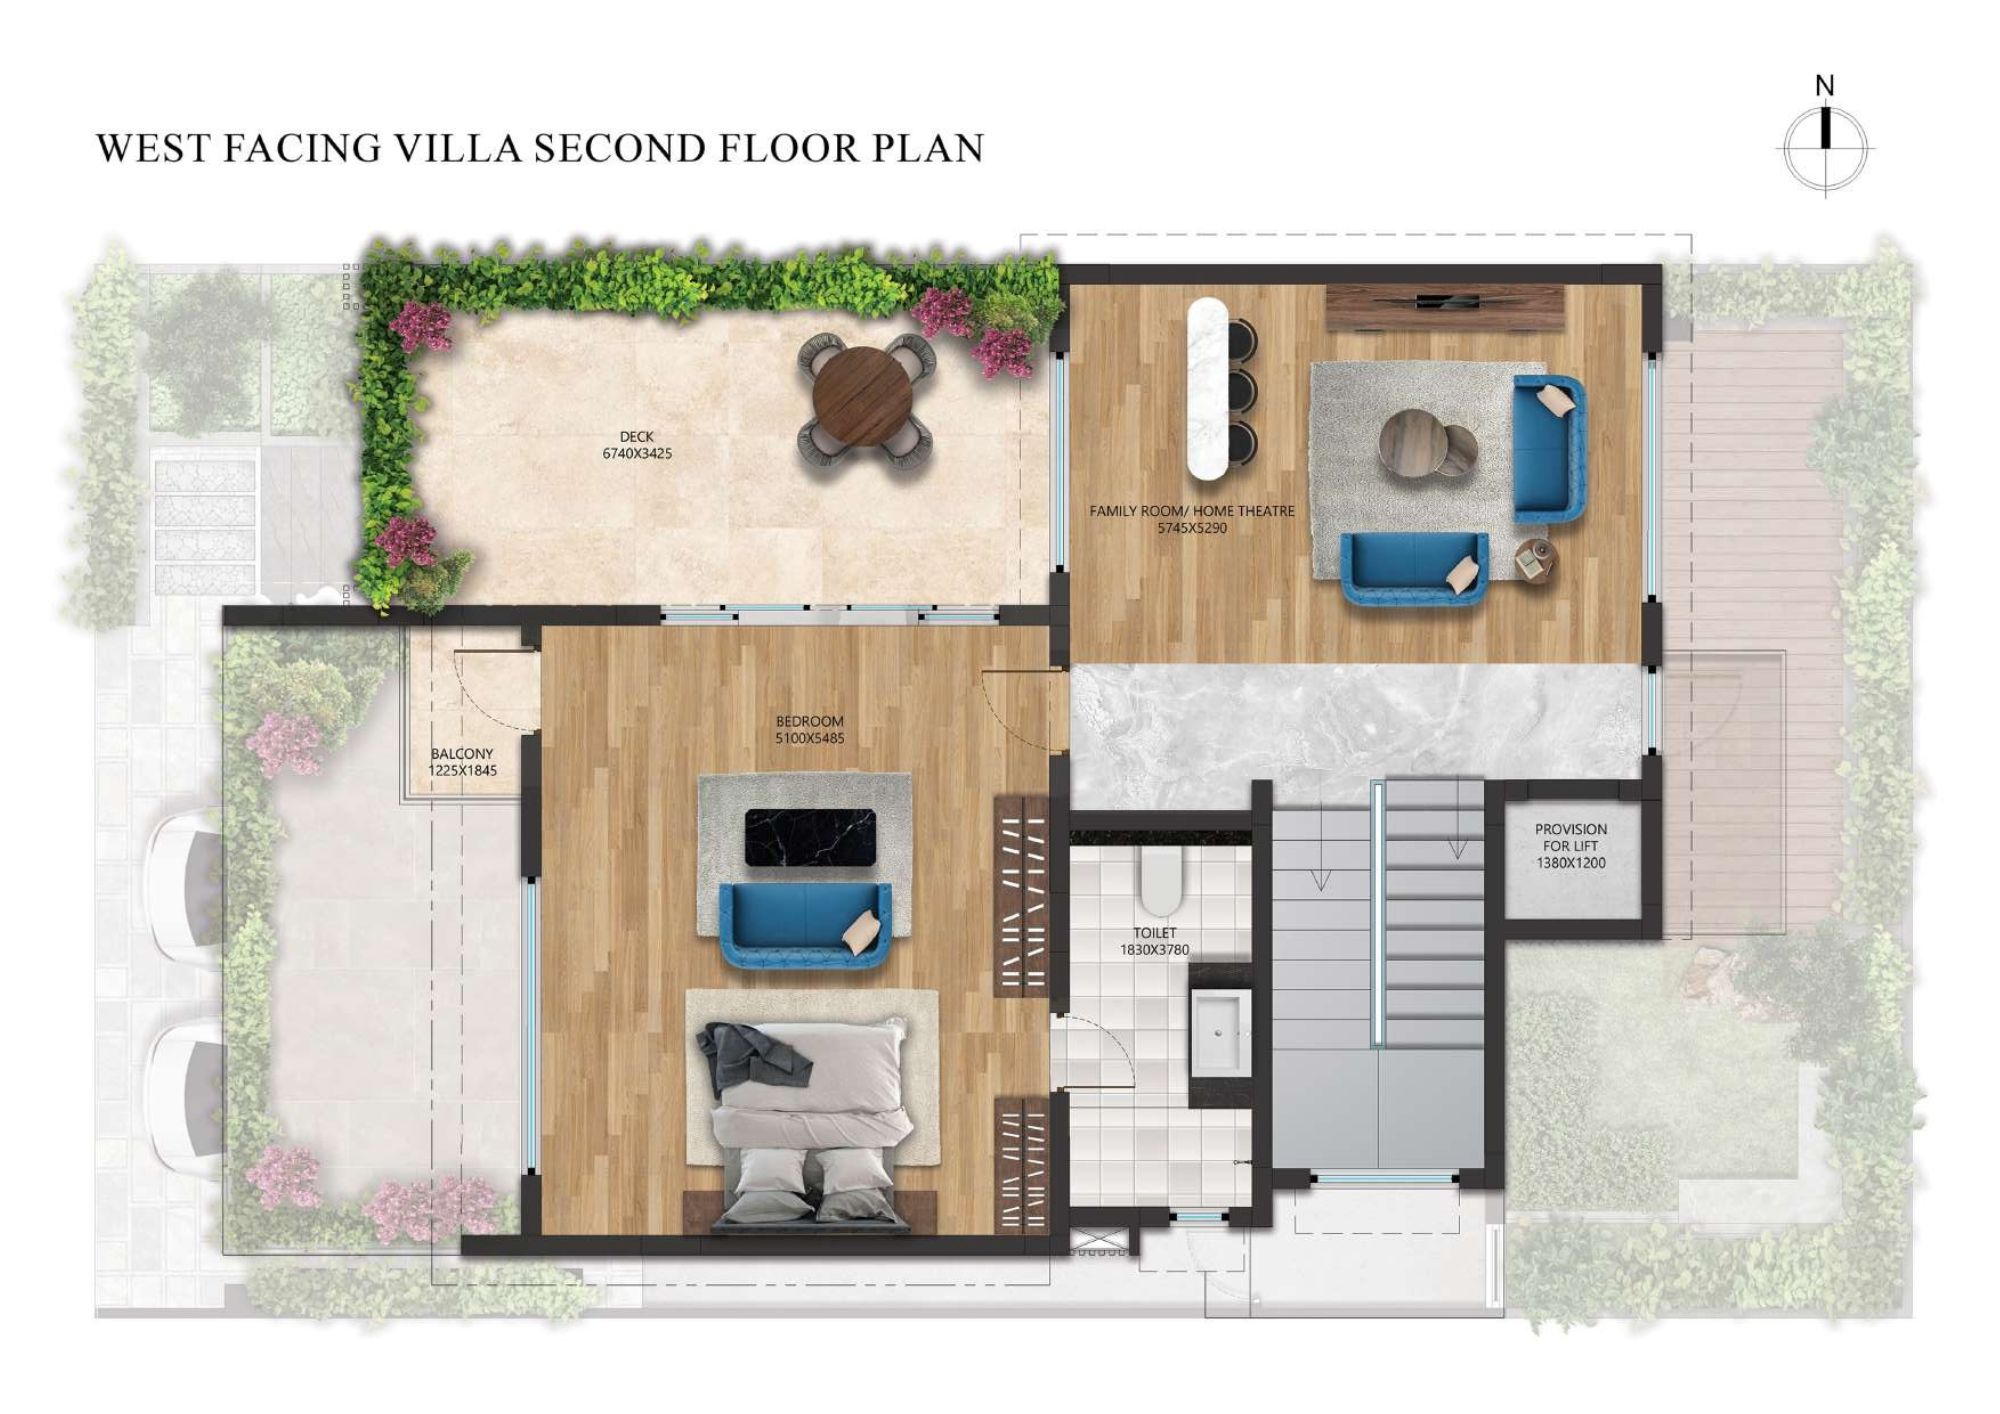 N
WEST FACING VILLA SECOND FLOOR PLAN
DECK
6740X3425
FAMILY ROOM/ HOME THEATRE
5745X5290
BEDROOM
5100X5485
BALCONY
1225X1845
PROVISION
FOR LIFT
1380X1200
TOILET
1830X3780